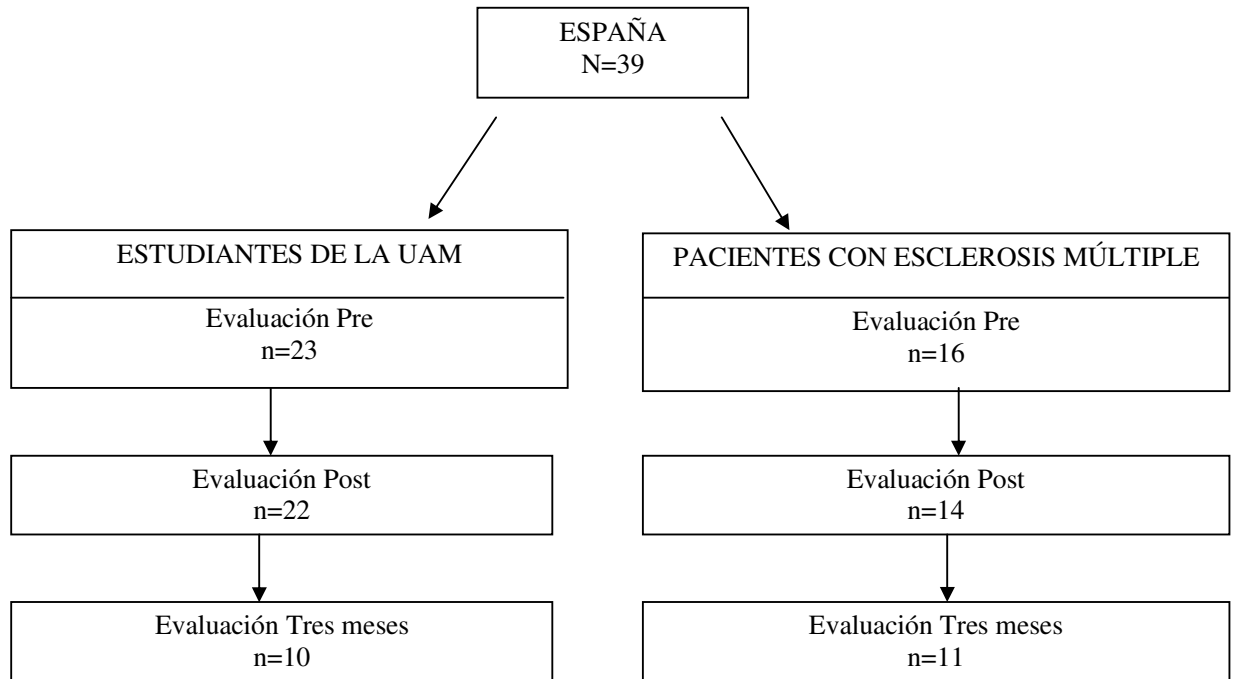 ESPAÑA
N=39
ESTUDIANTES DE LA UAM
Evaluación Pre
n=23
Evaluación Post
n=22
Evaluación Tres meses
n=10
PACIENTES CON ESCLEROSIS MÚLTIPLE
Evaluación Pre
n=16
Evaluación Post
n=14
Evaluación Tres meses
n=11